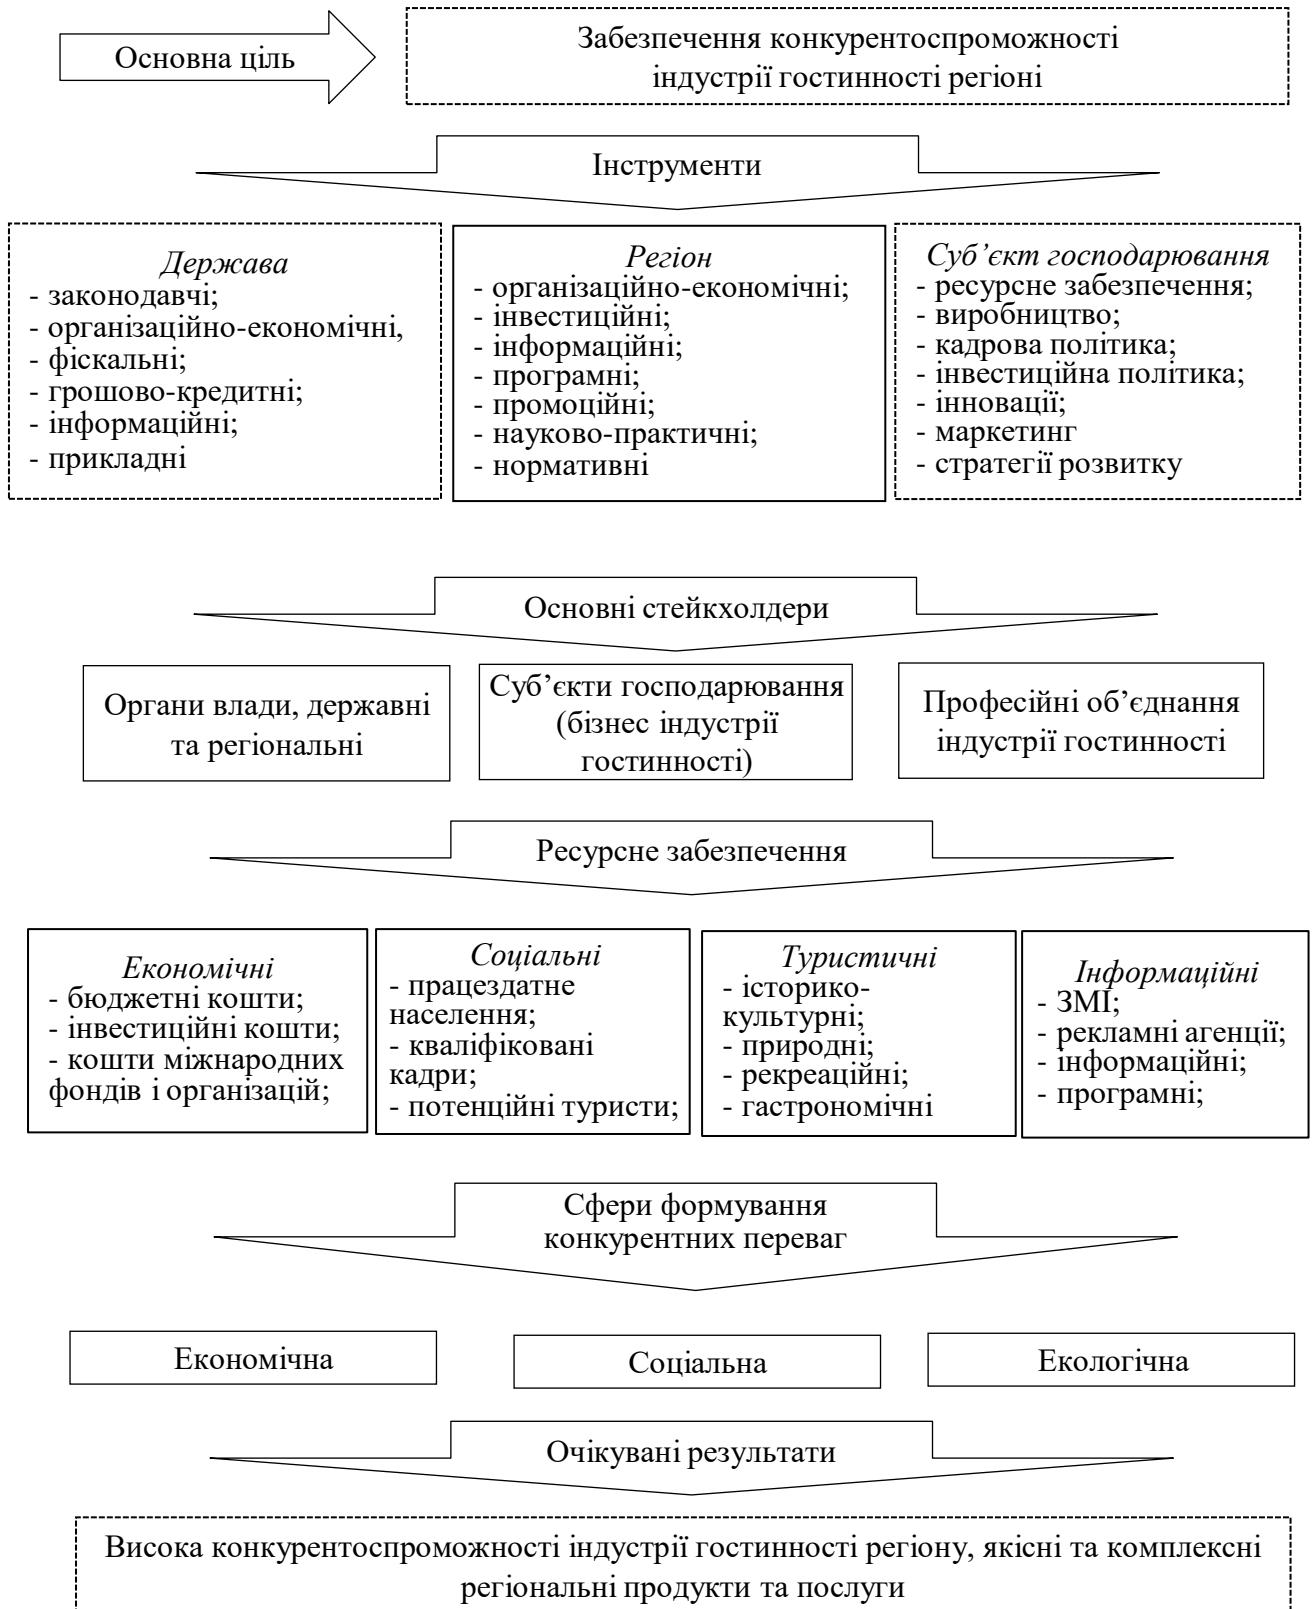 Основна ціль
Забезпечення конкурентоспроможності
індустрії гостинності регіоні
Інструменти
Держава
- законодавчі;
- організаційно-економічні,
- фіскальні;
- грошово-кредитні;
- інформаційні;
- прикладні
Регіон
- організаційно-економічні;
- інвестиційні;
- інформаційні;
- програмні;
- промоційні;
- науково-практичні;
- нормативні
Суб’єкт господарювання
- ресурсне забезпечення;
- виробництво;
- кадрова політика;
- інвестиційна політика;
- інновації;
- маркетинг
- стратегії розвитку
Основні стейкхолдери
Органи влади, державні
та регіональні
Суб’єкти господарювання
(бізнес індустрії
гостинності)
Професійні об’єднання
індустрії гостинності
Ресурсне забезпечення
Економічні
- бюджетні кошти;
- інвестиційні кошти;
- кошти міжнародних
фондів і організацій;
Соціальні
- працездатне
населення;
- кваліфіковані
кадри;
- потенційні туристи;
Туристичні
- історико-
культурні;
- природні;
- рекреаційні;
- гастрономічні
Інформаційні
- ЗМІ;
- рекламні агенції;
- інформаційні;
- програмні;
Сфери формування
конкурентних переваг
Економічна
Соціальна
Екологічна
Очікувані результати
Висока конкурентоспроможності індустрії гостинності регіону, якісні та комплексні
регіональні продукти та послуги